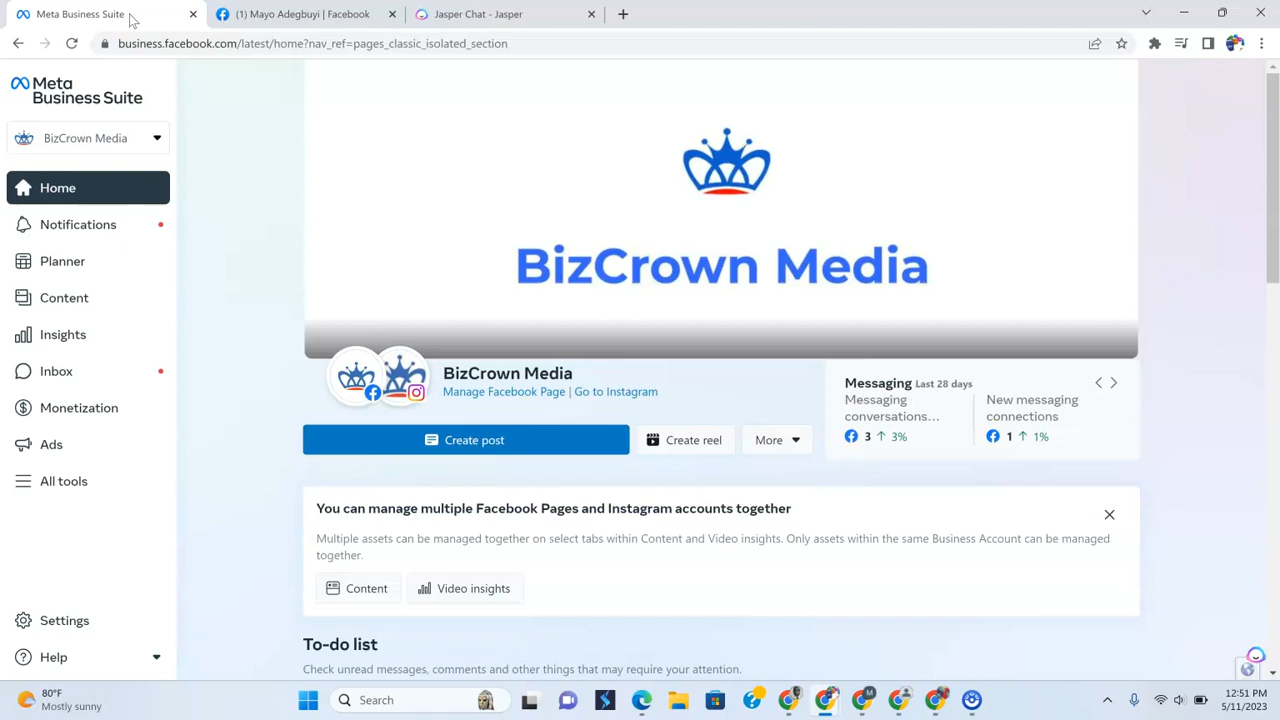 Meta Business Suite
(1) Mayo Adegbuyi | Facebook
Jasper Chat - Jasper
business.facebook.com/latest/home?nav_ref=pages_classic_isolated_section
Meta
Business Suite
BizCrown Media
Home
Notifications
Planner
Content
Insights
Inbox
Monetization
Ads
All tools
Settings
Help
BizCrown Media
BizCrown Media
Manage Facebook Page | Go to Instagram
Create post
Create reel
More
Messaging Last 28 days
Messaging
conversations...
3 ↑ 3%
New messaging
connections
1 ↑ 1%
You can manage multiple Facebook Pages and Instagram accounts together
Multiple assets can be managed together on select tabs within Content and Video insights. Only assets within the same Business Account can be managed
together.
Content
Video insights
To-do list
Check unread messages, comments and other things that may require your attention.
80°F
Mostly sunny
Search
12:51 PM
5/11/2023